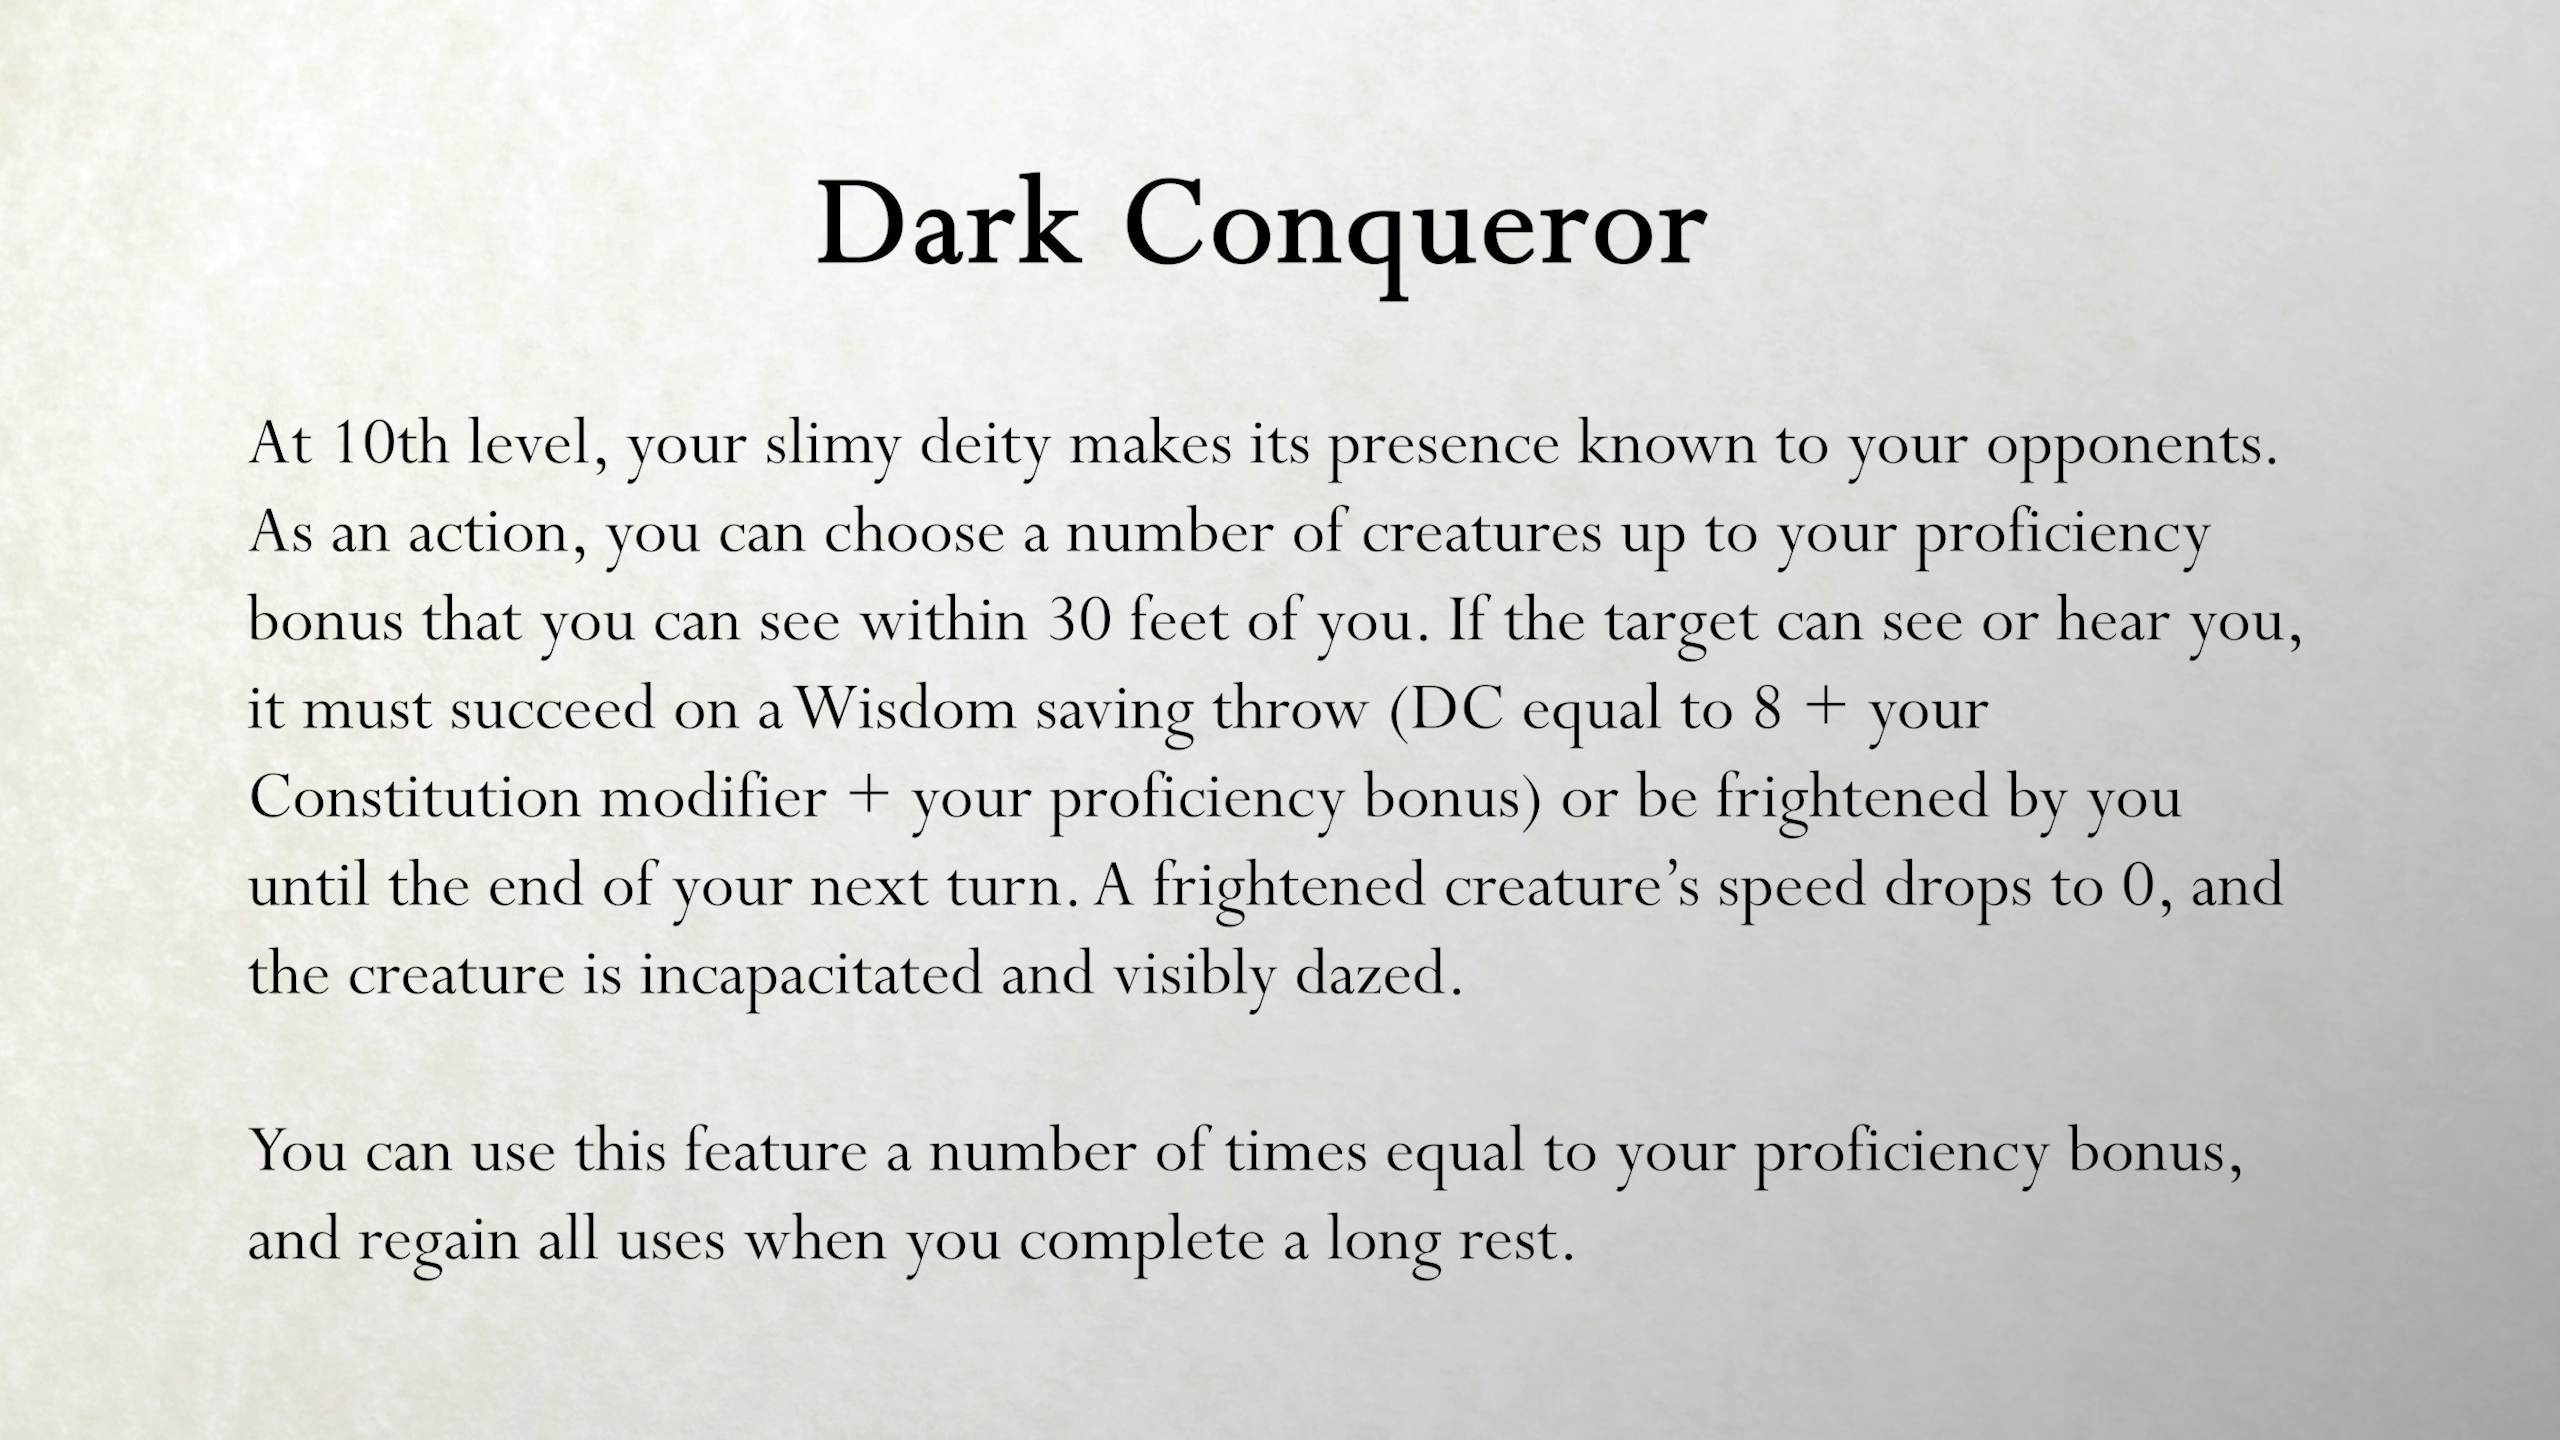 Dark Conqueror
At 10th level, your slimy deity makes its presence known to your opponents.
As an action, you can choose a number of creatures up to your proficiency
bonus that you can see within 30 feet of you. If the target can see or hear you,
it must succeed on a Wisdom saving throw (DC equal to 8 + your
Constitution modifier + your proficiency bonus) or be frightened by you
until the end of your next turn. A frightened creature’s speed drops to 0, and
the creature is incapacitated and visibly dazed.
You can use this feature a number of times equal to your proficiency bonus,
and regain all uses when you complete a long rest.